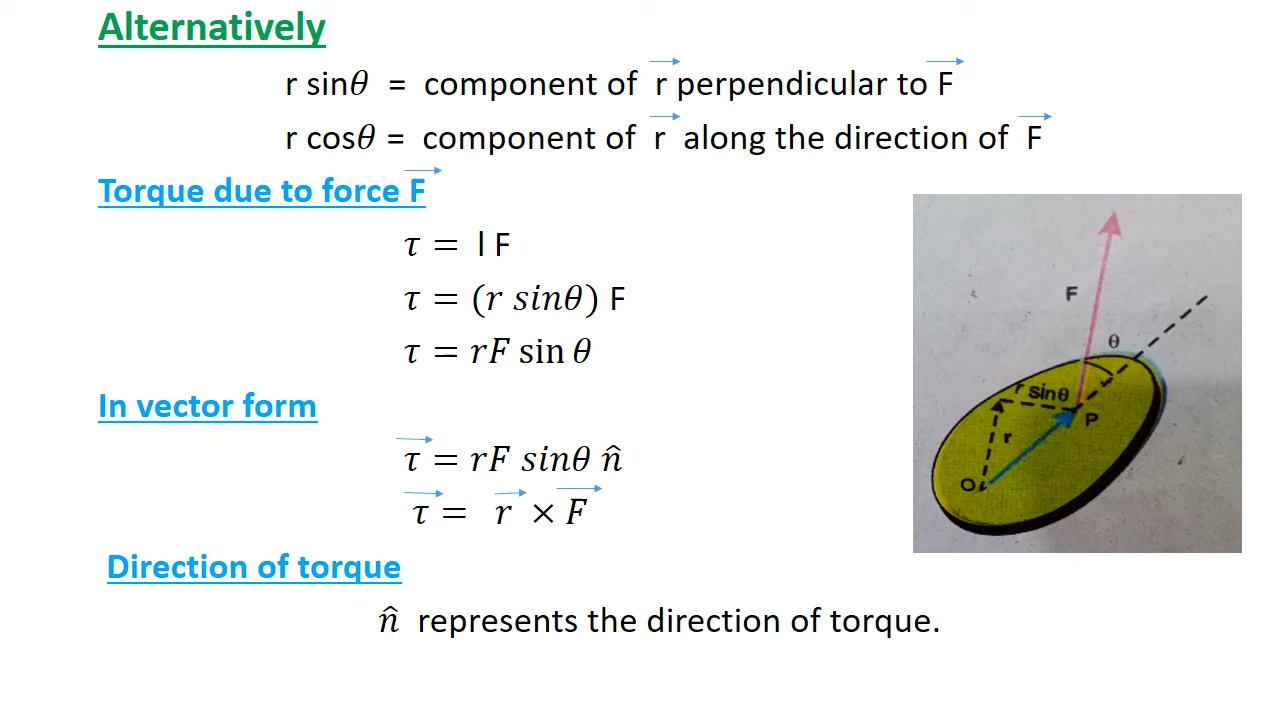 Alternatively
r sin𝜃 = component of r⃗ perpendicular to F⃗
r cos𝜃 = component of r⃗ along the direction of F⃗
Torque due to force F⃗
𝜏 = l F
𝜏 = (𝑟 𝑠𝑖𝑛𝜃) F
𝜏 = 𝑟𝐹 sin 𝜃
In vector form
𝜏⃗ = 𝑟𝐹 𝑠𝑖𝑛𝜃 n̂
𝜏⃗ = 𝑟⃗ × 𝐹⃗
Direction of torque
n̂ represents the direction of torque.
F
θ
r sinθ
P
r
O